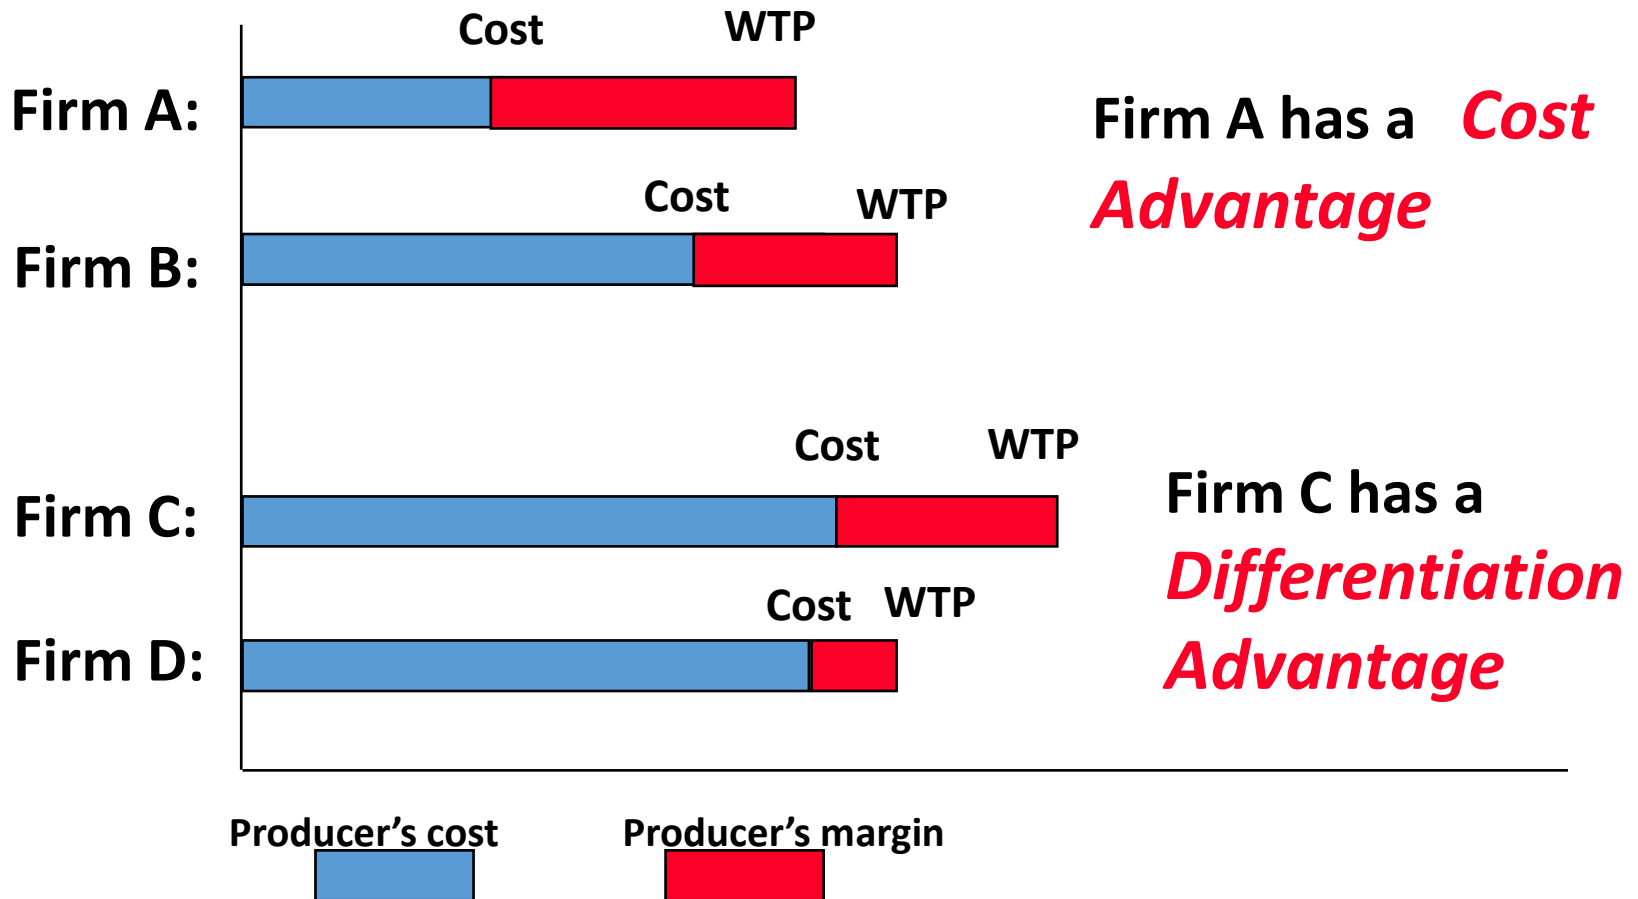 Cost WTP
Firm A:
Firm A has a Cost
Advantage
Cost WTP
Firm B:
Cost WTP
Firm C:
Firm C has a
Differentiation
Advantage
Cost WTP
Firm D:
Producer’s cost
Producer’s margin